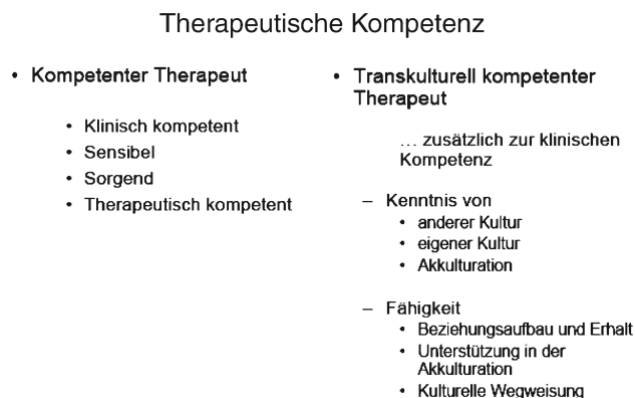 Therapeutische Kompetenz
• Kompetenter Therapeut
• Klinisch kompetent
• Sensibel
• Sorgend
• Therapeutisch kompetent
• Transkulturell kompetenter
Therapeut
… zusätzlich zur klinischen
Kompetenz
– Kenntnis von
• anderer Kultur
• eigener Kultur
• Akkulturation
– Fähigkeit
• Beziehungsaufbau und Erhalt
• Unterstützung in der
Akkulturation
• Kulturelle Wegweisung